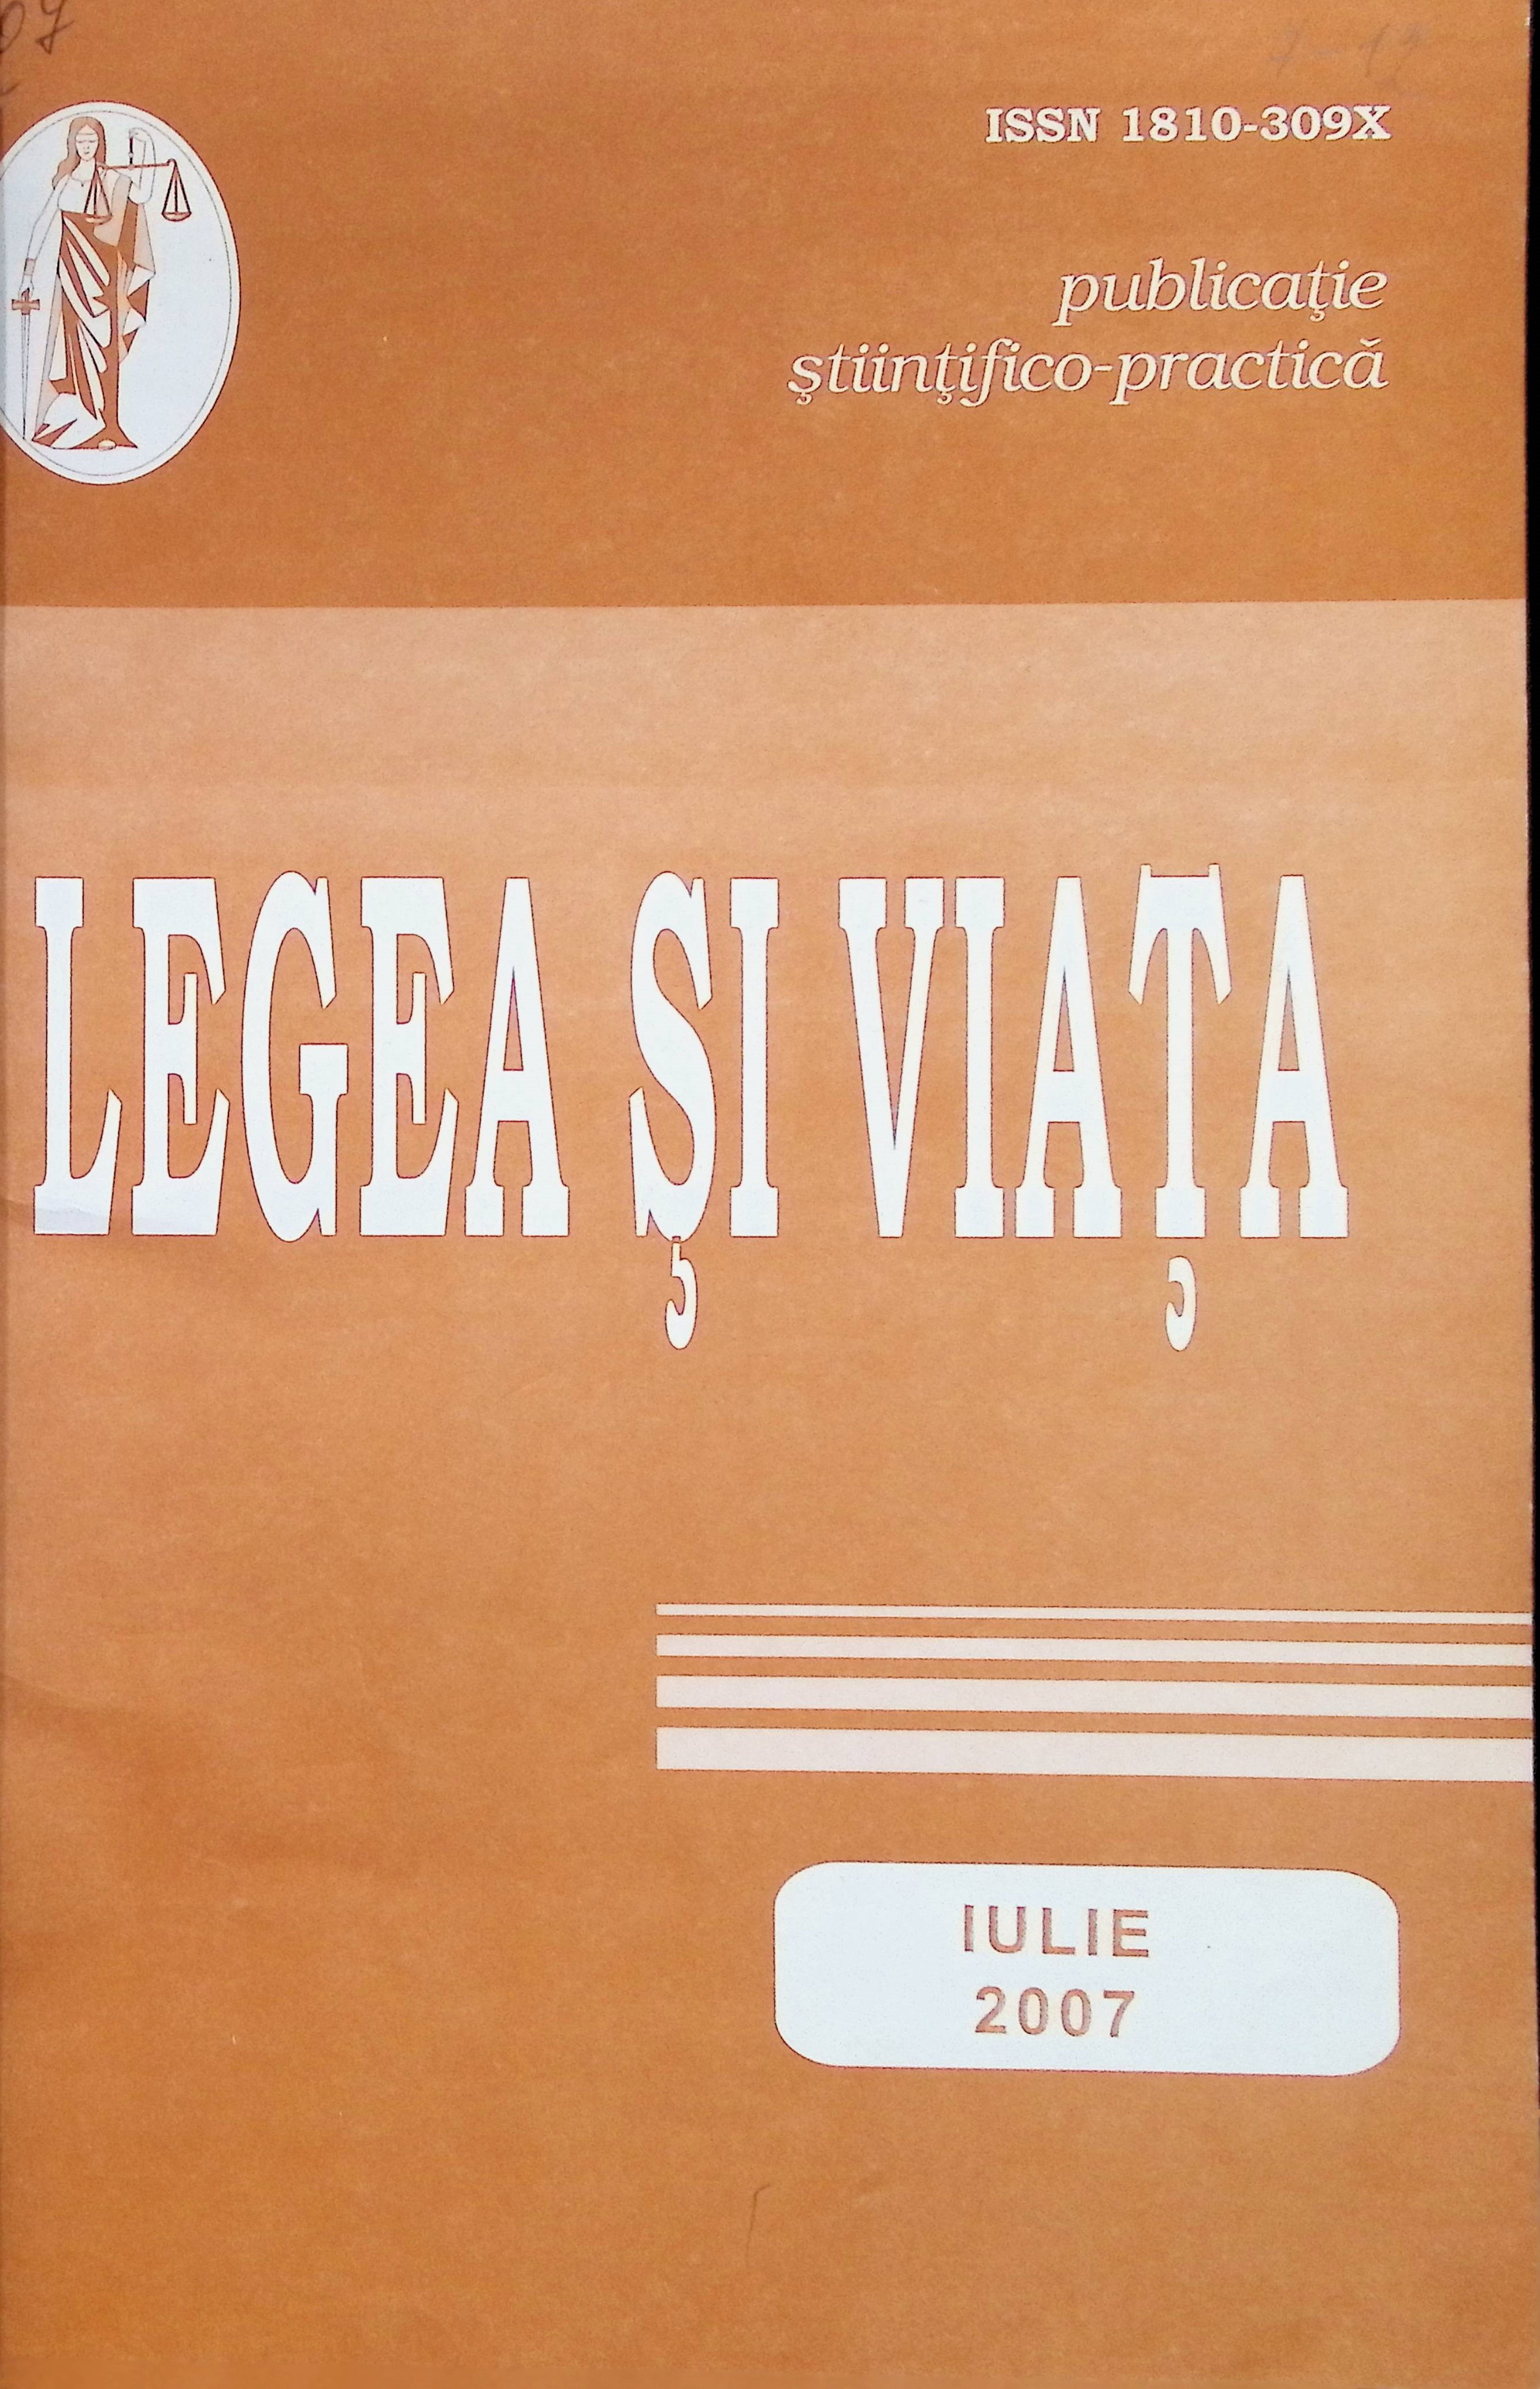 ISSN 1810-309X
publicaţie
ştiinţifico-practică
LEGEA ŞI VIAŢA
IULIE
2007